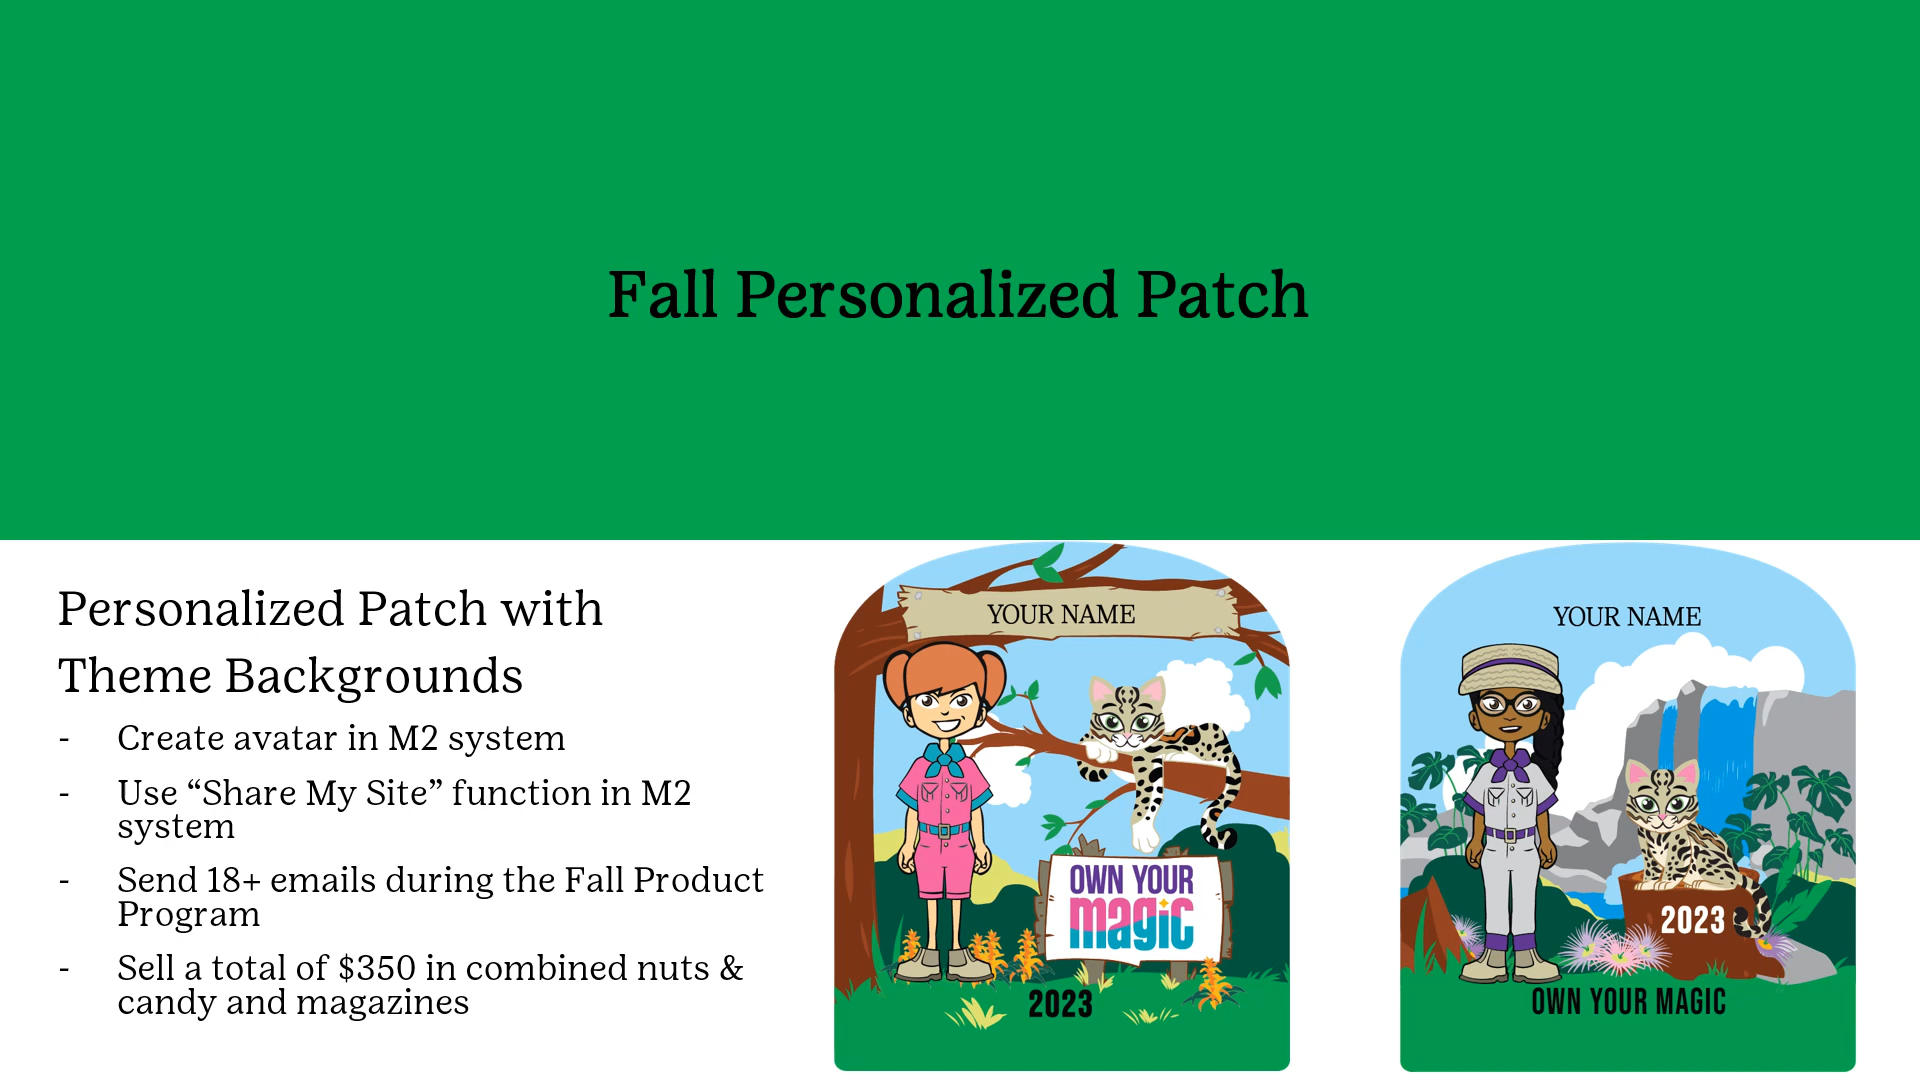 Fall Personalized Patch
Personalized Patch with
Theme Backgrounds
- Create avatar in M2 system
- Use “Share My Site” function in M2
system
- Send 18+ emails during the Fall Product
Program
- Sell a total of $350 in combined nuts &
candy and magazines
YOUR NAME
OWN YOUR
magic
2023
YOUR NAME
2023
OWN YOUR MAGIC